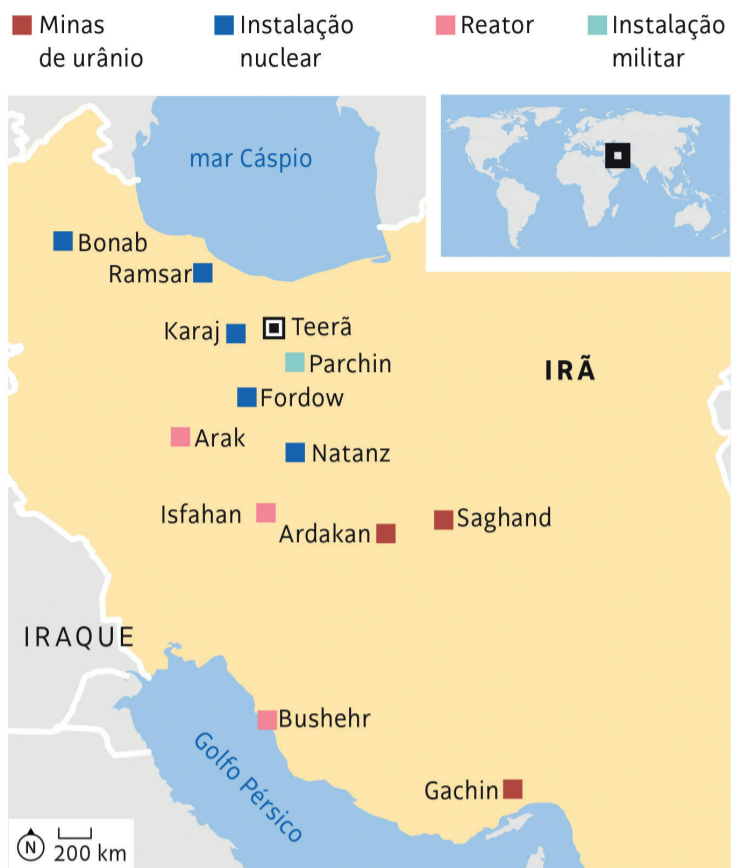 Minas
de urânio
Instalação
nuclear
Reator
Instalação
militar
mar Cáspio
Bonab
Ramsar
Karaj
Teerã
Parchin
IRÃ
Fordow
Arak
Natanz
Isfahan
Saghand
Ardakan
IRAQUE
Bushehr
Golfo Pérsico
Gachin
N
200 km